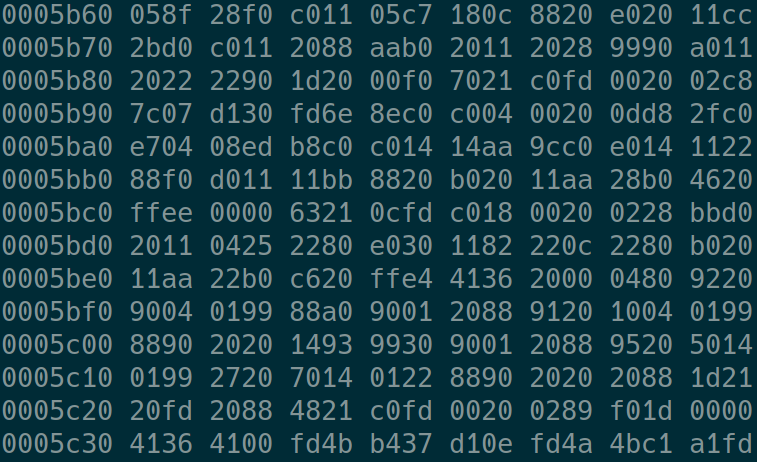 0005b60 058f 28f0 c011 05c7 180c 8820 e020 11cc
0005b70 2bd0 c011 2088 aab0 2011 2028 9990 a011
0005b80 2022 2290 1d20 00f0 7021 c0fd 0020 02c8
0005b90 7c07 d130 fd6e 8ec0 c004 0020 0dd8 2fc0
0005ba0 e704 08ed b8c0 c014 14aa 9cc0 e014 1122
0005bb0 88f0 d011 11bb 8820 b020 11aa 28b0 4620
0005bc0 ffee 0000 6321 0cfd c018 0020 0228 bbd0
0005bd0 2011 0425 2280 e030 1182 220c 2280 b020
0005be0 11aa 22b0 c620 ffe4 4136 2000 0480 9220
0005bf0 9004 0199 88a0 9001 2088 9120 1004 0199
0005c00 8890 2020 1493 9930 9001 2088 9520 5014
0005c10 0199 2720 7014 0122 8890 2020 2088 1d21
0005c20 20fd 2088 4821 c0fd 0020 0289 f01d 0000
0005c30 4136 4100 fd4b b437 d10e fd4a 4bc1 a1fd